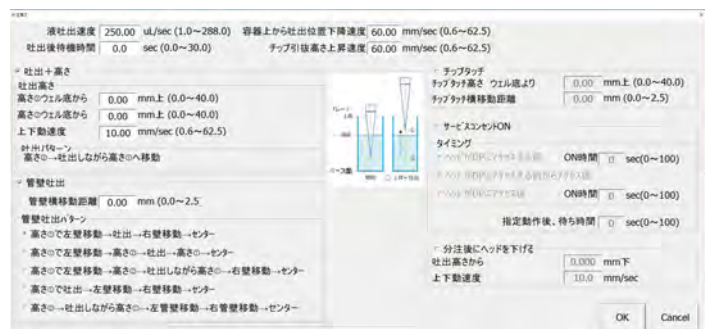 液吐出速度 250.00 uL/sec (1.0~288.0) 容器上から吐出位置下降速度 60.00 mm/sec (0.6~62.5)
吐出後待機時間 0.0 sec (0.0~30.0) チップ引抜高さ上昇速度 60.00 mm/sec (0.6~62.5)
吐出+高さ
吐出高さ
高さ①ウェル底から 0.00 mm上 (0.0~40.0)
高さ②ウェル底から 0.00 mm上 (0.0~40.0)
上下動速度 10.00 mm/sec (0.6~62.5)
吐出パターン
高さ①→吐出しながら高さ②へ移動
管壁吐出
管壁横移動距離 0.00 mm (0.0~2.5
管壁吐出パターン
高さ①で左壁移動→吐出→右壁移動→センター
高さ①で左壁移動→高さ②→吐出→高さ①→センター
高さ①で左壁移動→高さ②→吐出しながら高さ①→右壁移動→センター
高さ①で吐出→左壁移動→右壁移動→センター
高さ①→吐出しながら高さ②→左管壁移動→右管壁移動→センター
チップタッチ
チップタッチ高さ ウェル底より 0.00 mm上 (0.0~40.0)
チップタッチ横移動距離 0.00 mm (0.0~2.5)
サービスコンセントON
タイミング
ON時間 0 sec(0~100)
ON時間 0 sec(0~100)
指定動作後、待ち時間 0 sec(0~100)
分注後にヘッドを下げる
吐出高さから 0.000 mm下
上下動速度 10.0 mm/sec
OK Cancel